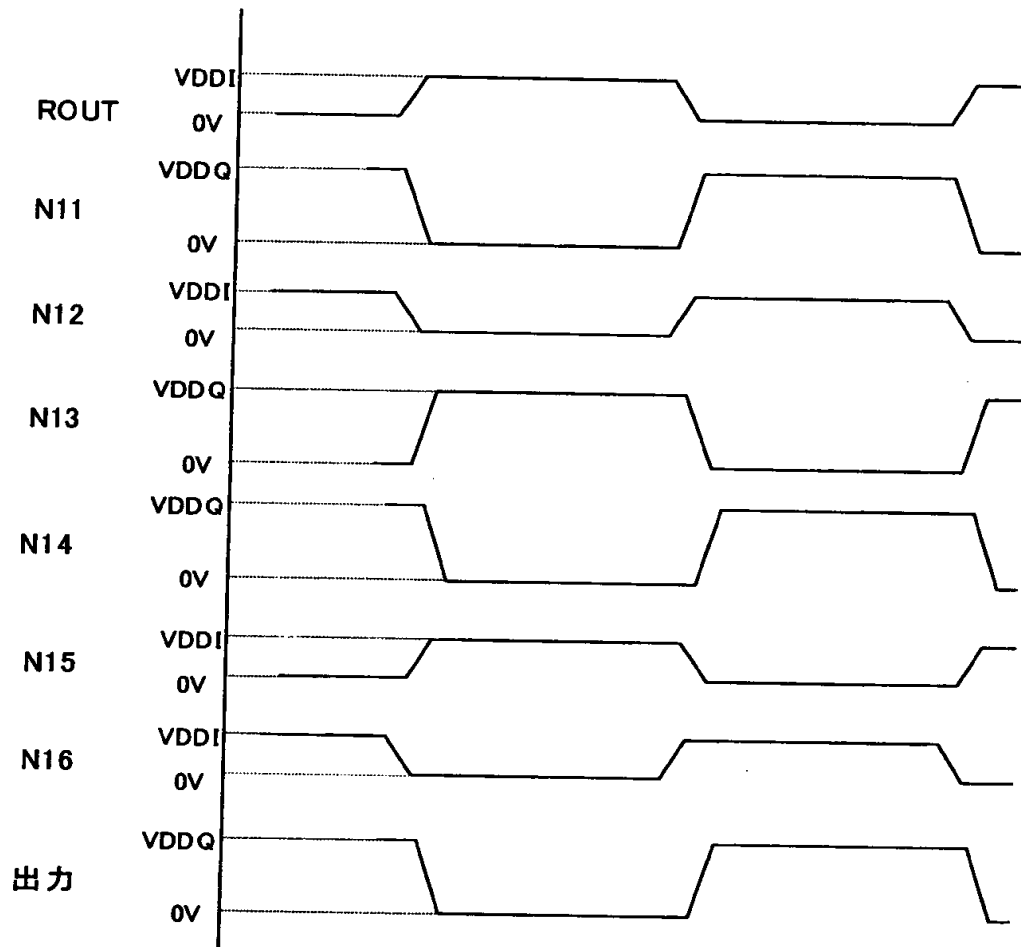 VDDI
ROUT
0V
VDDQ
N11
0V
VDDI
N12
0V
VDDQ
N13
0V
VDDQ
N14
0V
VDDI
N15
0V
VDDI
N16
0V
VDDQ
出力
0V